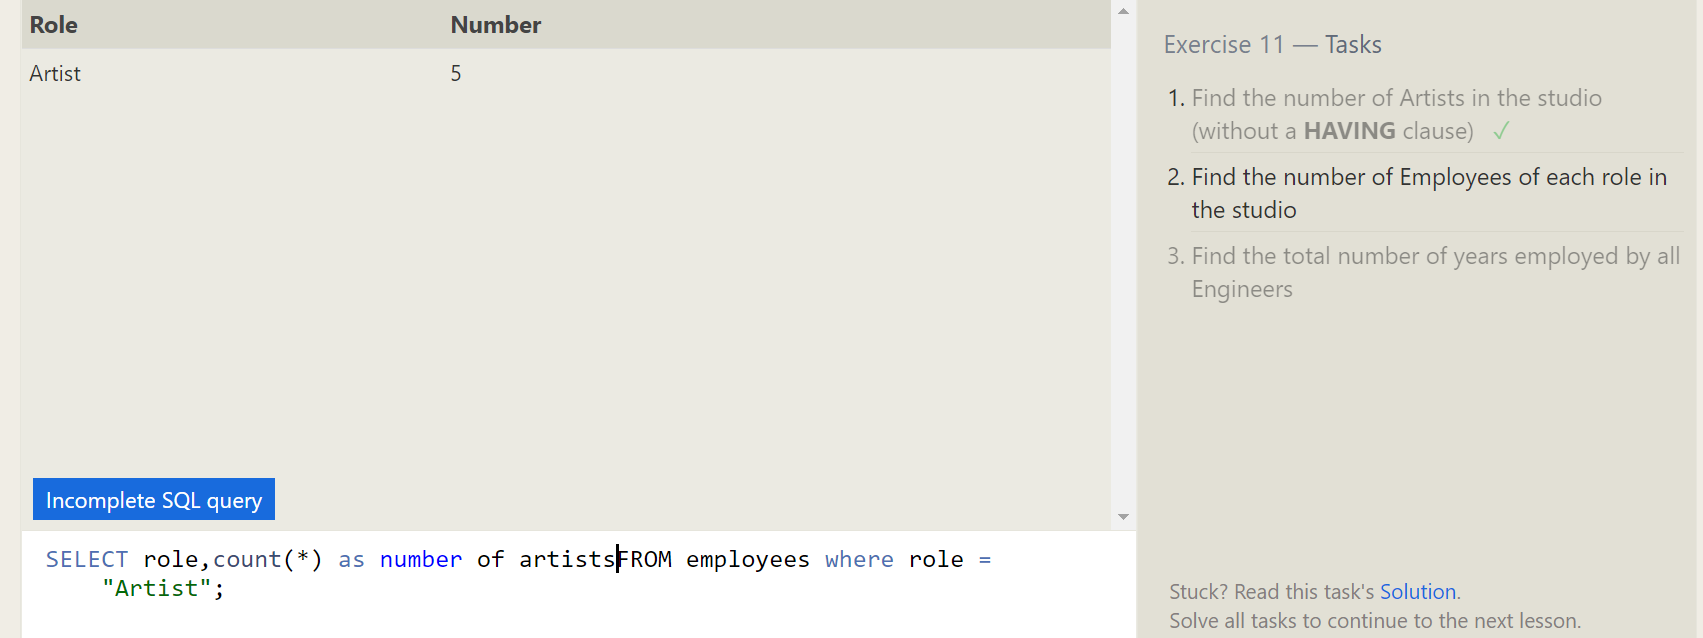 Role Number
Artist 5
Incomplete SQL query
SELECT role,count(*) as number of artistsFROM employees where role =
"Artist";
Exercise 11 — Tasks
1. Find the number of Artists in the studio
(without a HAVING clause) ✓
2. Find the number of Employees of each role in
the studio
3. Find the total number of years employed by all
Engineers
Stuck? Read this task's Solution.
Solve all tasks to continue to the next lesson.